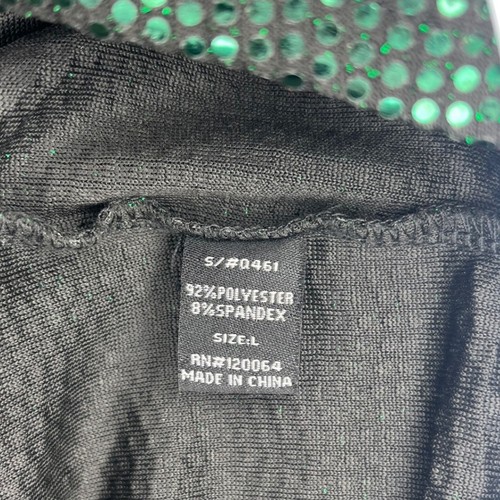 S/#Q461
92%POLYESTER
8%SPANDEX
SIZE:L
RN#120064
MADE IN CHINA